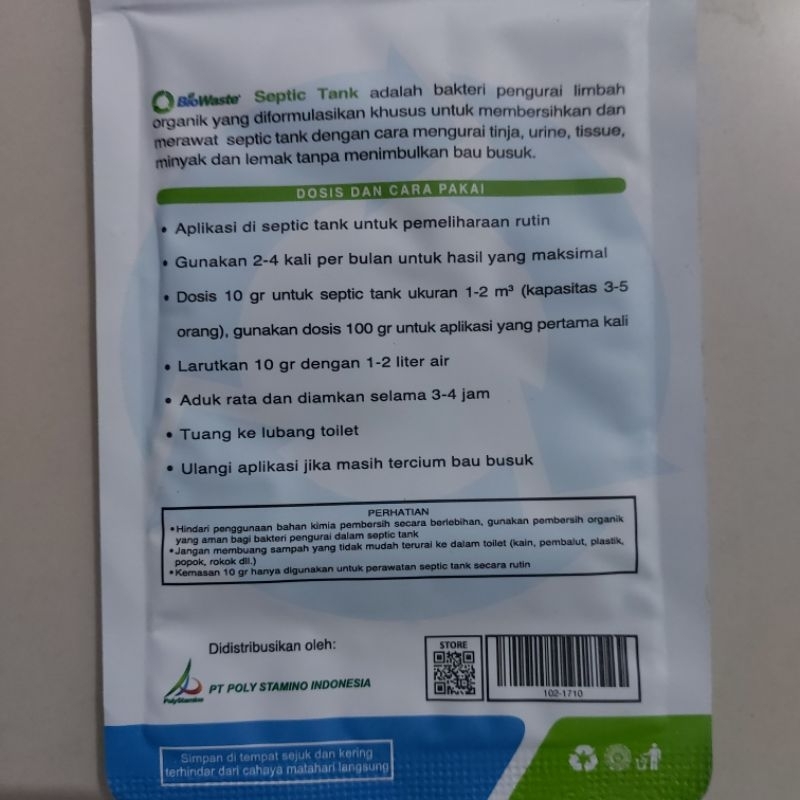 BioWaste® Septic Tank adalah bakteri pengurai limbah
organik yang diformulasikan khusus untuk membersihkan dan
merawat septic tank dengan cara mengurai tinja, urine, tissue,
minyak dan lemak tanpa menimbulkan bau busuk.
DOSIS DAN CARA PAKAI
• Aplikasi di septic tank untuk pemeliharaan rutin
• Gunakan 2-4 kali per bulan untuk hasil yang maksimal
• Dosis 10 gr untuk septic tank ukuran 1-2 m³ (kapasitas 3-5
orang), gunakan dosis 100 gr untuk aplikasi yang pertama kali
• Larutkan 10 gr dengan 1-2 liter air
• Aduk rata dan diamkan selama 3-4 jam
• Tuang ke lubang toilet
• Ulangi aplikasi jika masih tercium bau busuk
PERHATIAN
•Hindari penggunaan bahan kimia pembersih secara berlebihan, gunakan pembersih organik
yang aman bagi bakteri pengurai dalam septic tank
•Jangan membuang sampah yang tidak mudah terurai ke dalam toilet (kain, pembalut, plastik,
popok, rokok dll.)
•Kemasan 10 gr hanya digunakan untuk perawatan septic tank secara rutin
Didistribusikan oleh:
PolyStamino
PT POLY STAMINO INDONESIA
STORE
102-1710
Simpan di tempat sejuk dan kering
terhindar dari cahaya matahari langsung